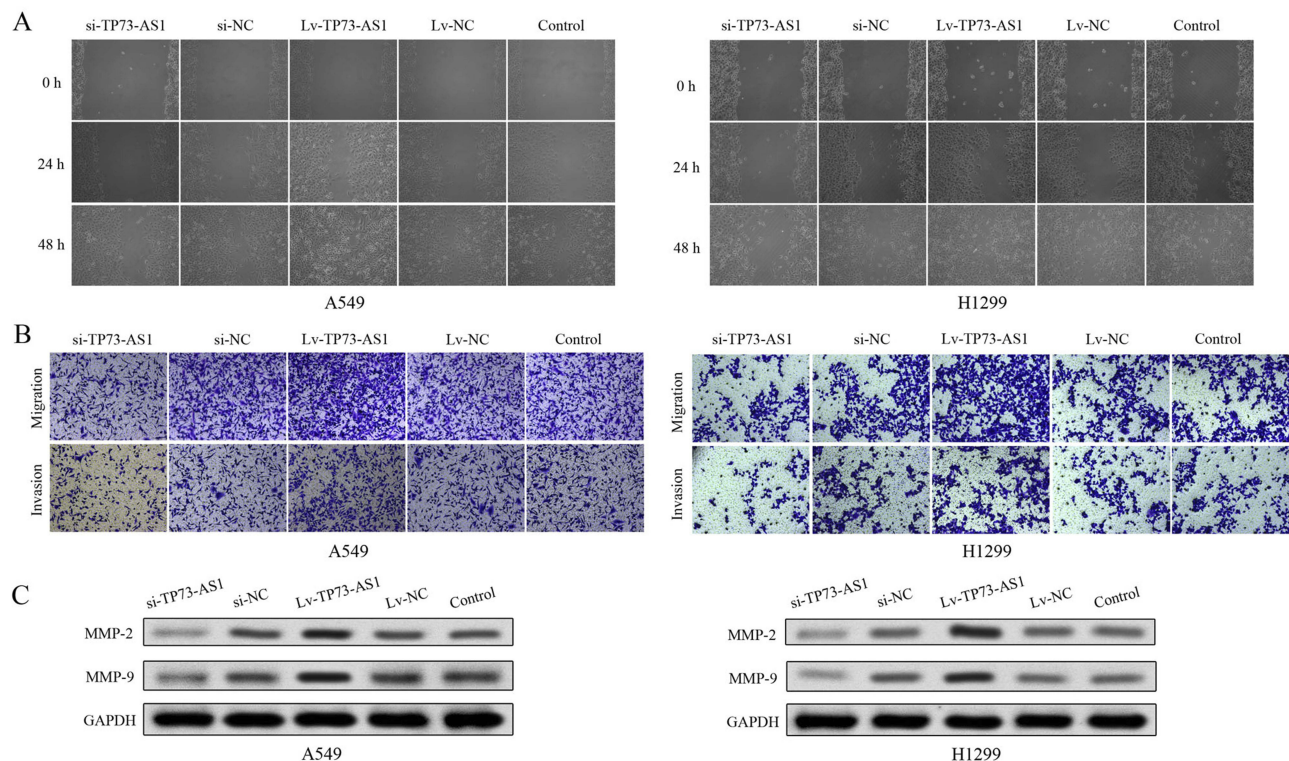 A
si-TP73-AS1 si-NC Lv-TP73-AS1 Lv-NC Control
0 h
24 h
48 h
A549
si-TP73-AS1 si-NC Lv-TP73-AS1 Lv-NC Control
0 h
24 h
48 h
H1299
B
si-TP73-AS1 si-NC Lv-TP73-AS1 Lv-NC Control
Migration
Invasion
A549
si-TP73-AS1 si-NC Lv-TP73-AS1 Lv-NC Control
Migration
Invasion
H1299
C
si-TP73-AS1 si-NC Lv-TP73-AS1 Lv-NC Control
MMP-2
MMP-9
GAPDH
A549
si-TP73-AS1 si-NC Lv-TP73-AS1 Lv-NC Control
MMP-2
MMP-9
GAPDH
H1299